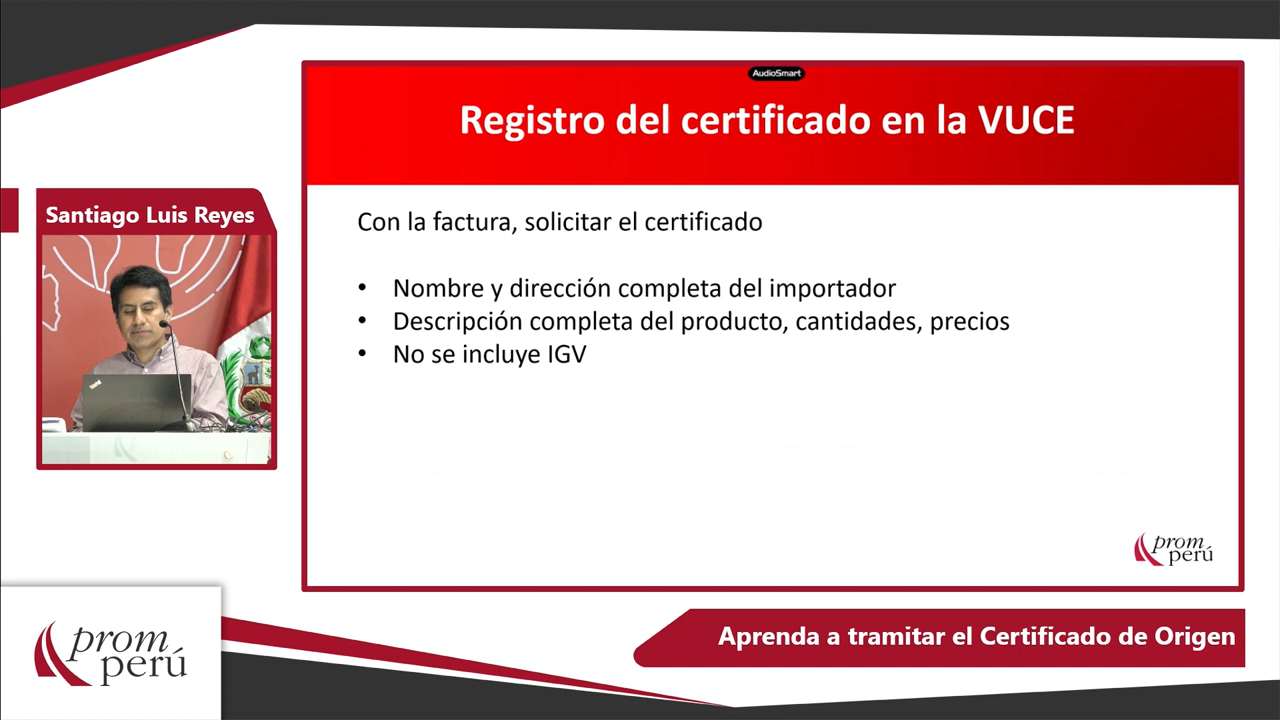 AudioSmart
Registro del certificado en la VUCE
Santiago Luis Reyes
Con la factura, solicitar el certificado
• Nombre y dirección completa del importador
• Descripción completa del producto, cantidades, precios
• No se incluye IGV
prom
perú
Aprenda a tramitar el Certificado de Origen
prom
perú